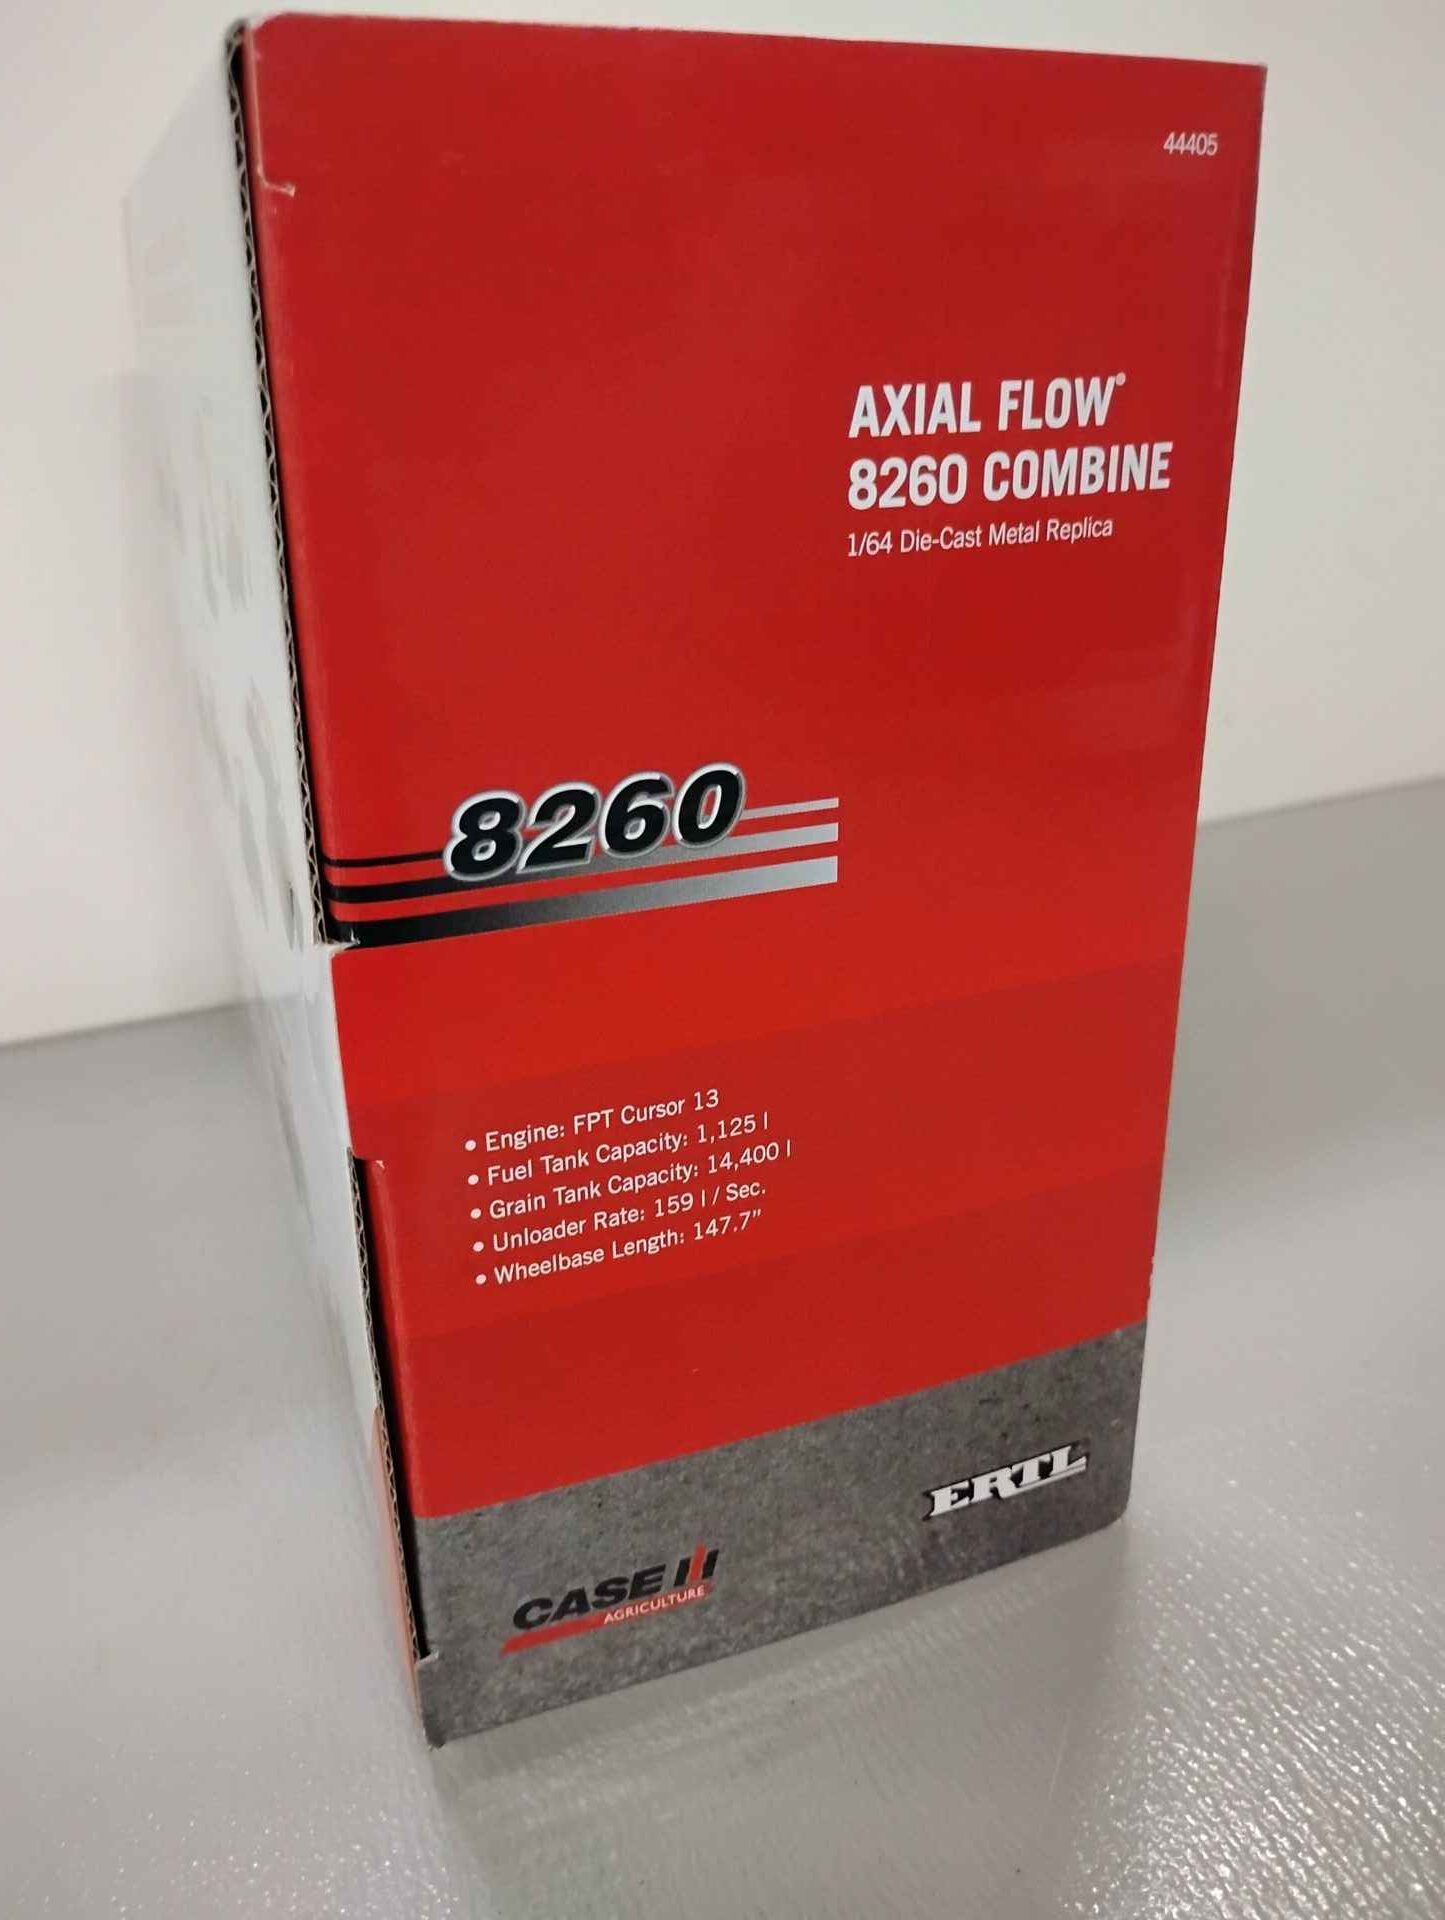 44405
AXIAL FLOW®
8260 COMBINE
1/64 Die-Cast Metal Replica
8260
• Engine: FPT Cursor 13
• Fuel Tank Capacity: 1,125 l
• Grain Tank Capacity: 14,400 l
• Unloader Rate: 159 l / Sec.
• Wheelbase Length: 147.7"
ERTL
CASE IH
AGRICULTURE